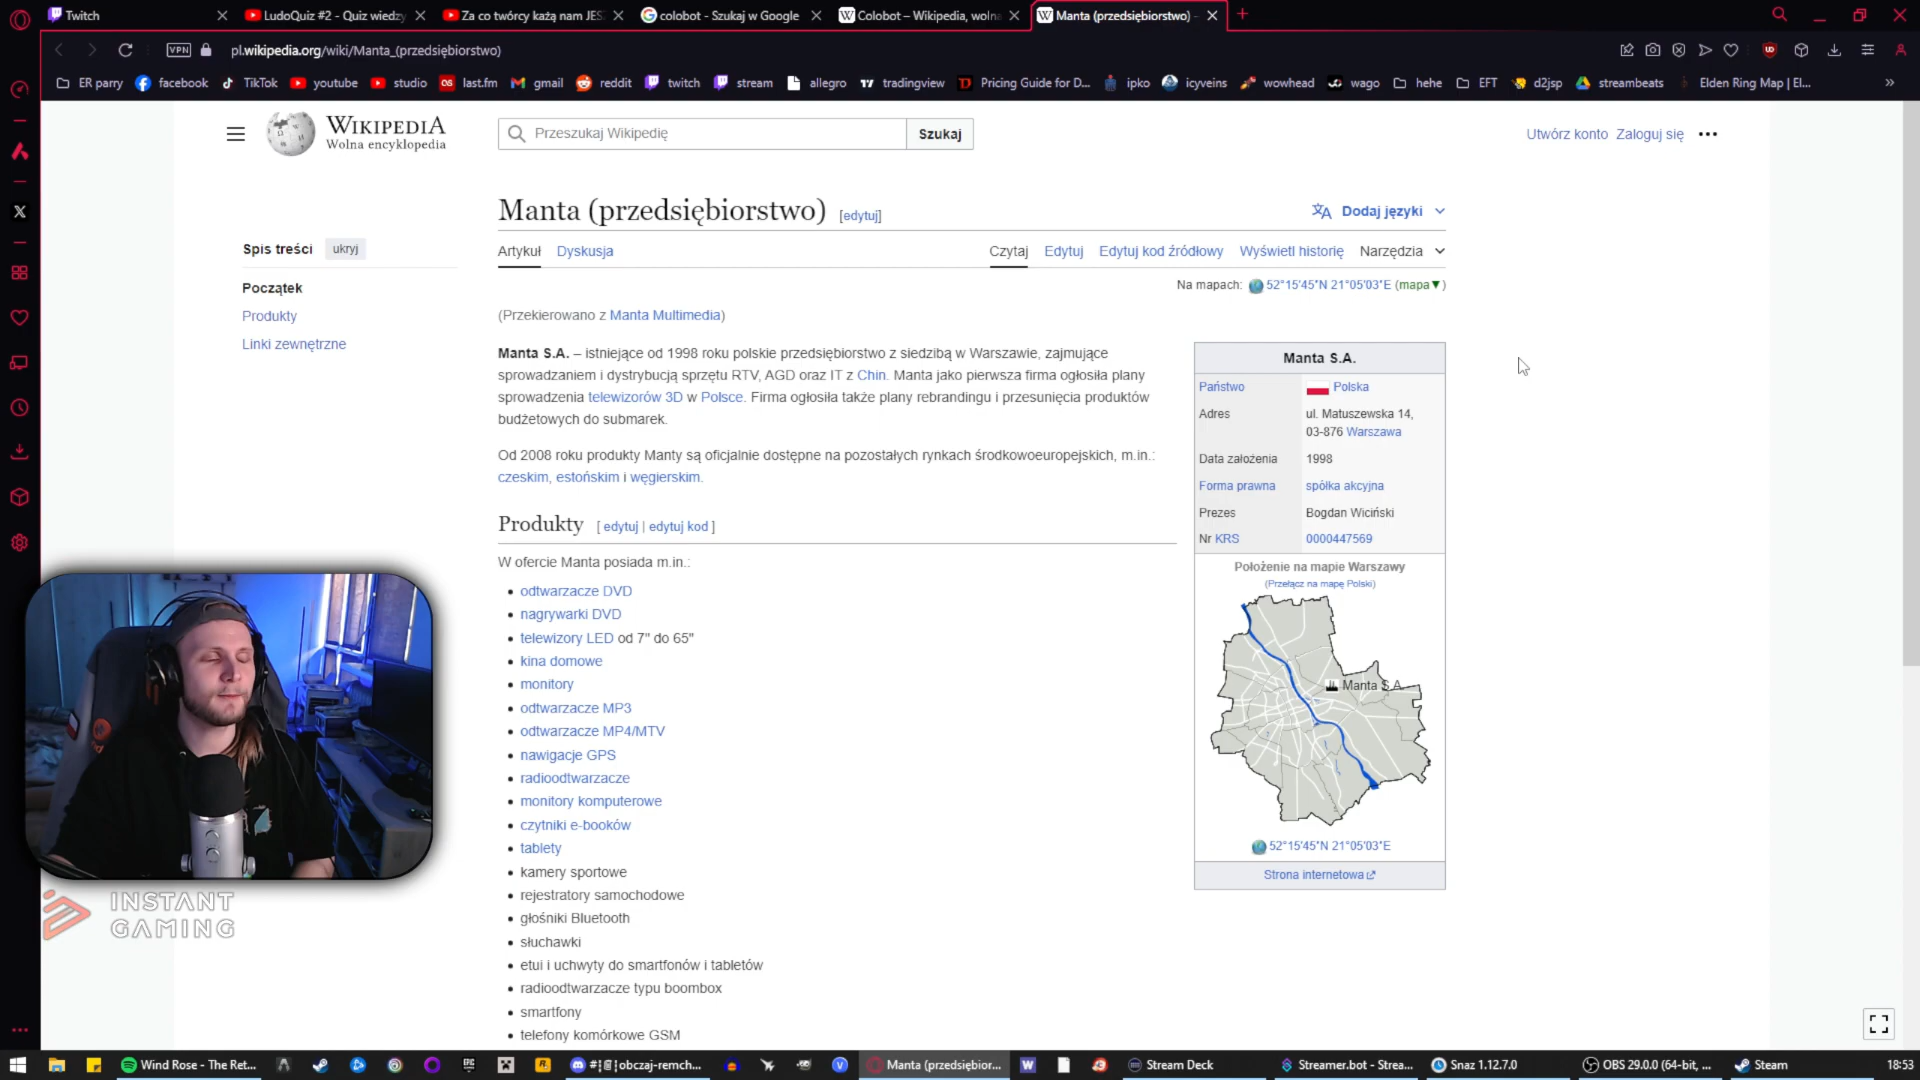 Twitch
LudoQuiz #2 - Quiz wiedzy
Za co twórcy każą nam JES
colobot - Szukaj w Google
Colobot – Wikipedia, wolna
Manta (przedsiębiorstwo) –
VPN
pl.wikipedia.org/wiki/Manta_(przedsiębiorstwo)
ER parry
facebook
TikTok
youtube
studio
last.fm
gmail
reddit
twitch
stream
allegro
tradingview
Pricing Guide for D...
ipko
icyveins
wowhead
wago
hehe
EFT
d2jsp
streambeats
Elden Ring Map | El...
WIKIPEDIA
Wolna encyklopedia
Przeszukaj Wikipedię
Szukaj
Utwórz konto
Zaloguj się
Manta (przedsiębiorstwo) [edytuj]
Dodaj języki
Spis treści
ukryj
Początek
Produkty
Linki zewnętrzne
Artykuł
Dyskusja
Czytaj
Edytuj
Edytuj kod źródłowy
Wyświetl historię
Narzędzia
Na mapach: 52°15′45″N 21°05′03″E (mapa▼)
(Przekierowano z Manta Multimedia)
Manta S.A. – istniejące od 1998 roku polskie przedsiębiorstwo z siedzibą w Warszawie, zajmujące
sprowadzaniem i dystrybucją sprzętu RTV, AGD oraz IT z Chin. Manta jako pierwsza firma ogłosiła plany
sprowadzenia telewizorów 3D w Polsce. Firma ogłosiła także plany rebrandingu i przesunięcia produktów
budżetowych do submarek.
Od 2008 roku produkty Manty są oficjalnie dostępne na pozostałych rynkach środkowoeuropejskich, m.in.:
czeskim, estońskim i węgierskim.
Produkty [ edytuj | edytuj kod ]
W ofercie Manta posiada m.in.:
odtwarzacze DVD
nagrywarki DVD
telewizory LED od 7" do 65"
kina domowe
monitory
odtwarzacze MP3
odtwarzacze MP4/MTV
nawigacje GPS
radioodtwarzacze
monitory komputerowe
czytniki e-booków
tablety
kamery sportowe
rejestratory samochodowe
głośniki Bluetooth
słuchawki
etui i uchwyty do smartfonów i tabletów
radioodtwarzacze typu boombox
smartfony
telefony komórkowe GSM
Manta S.A.
Państwo Polska
Adres ul. Matuszewska 14,
03-876 Warszawa
Data założenia 1998
Forma prawna spółka akcyjna
Prezes Bogdan Wiciński
Nr KRS 0000447569
Położenie na mapie Warszawy
(Przełącz na mapę Polski)
Manta S.A.
52°15′45″N 21°05′03″E
Strona internetowa
INSTANT
GAMING
Wind Rose - The Ret...
#┋🎯┋obczaj-remch...
Manta (przedsiębior...
Stream Deck
Streamer.bot - Strea...
Snaz 1.12.7.0
OBS 29.0.0 (64-bit, ...
Steam
18:53